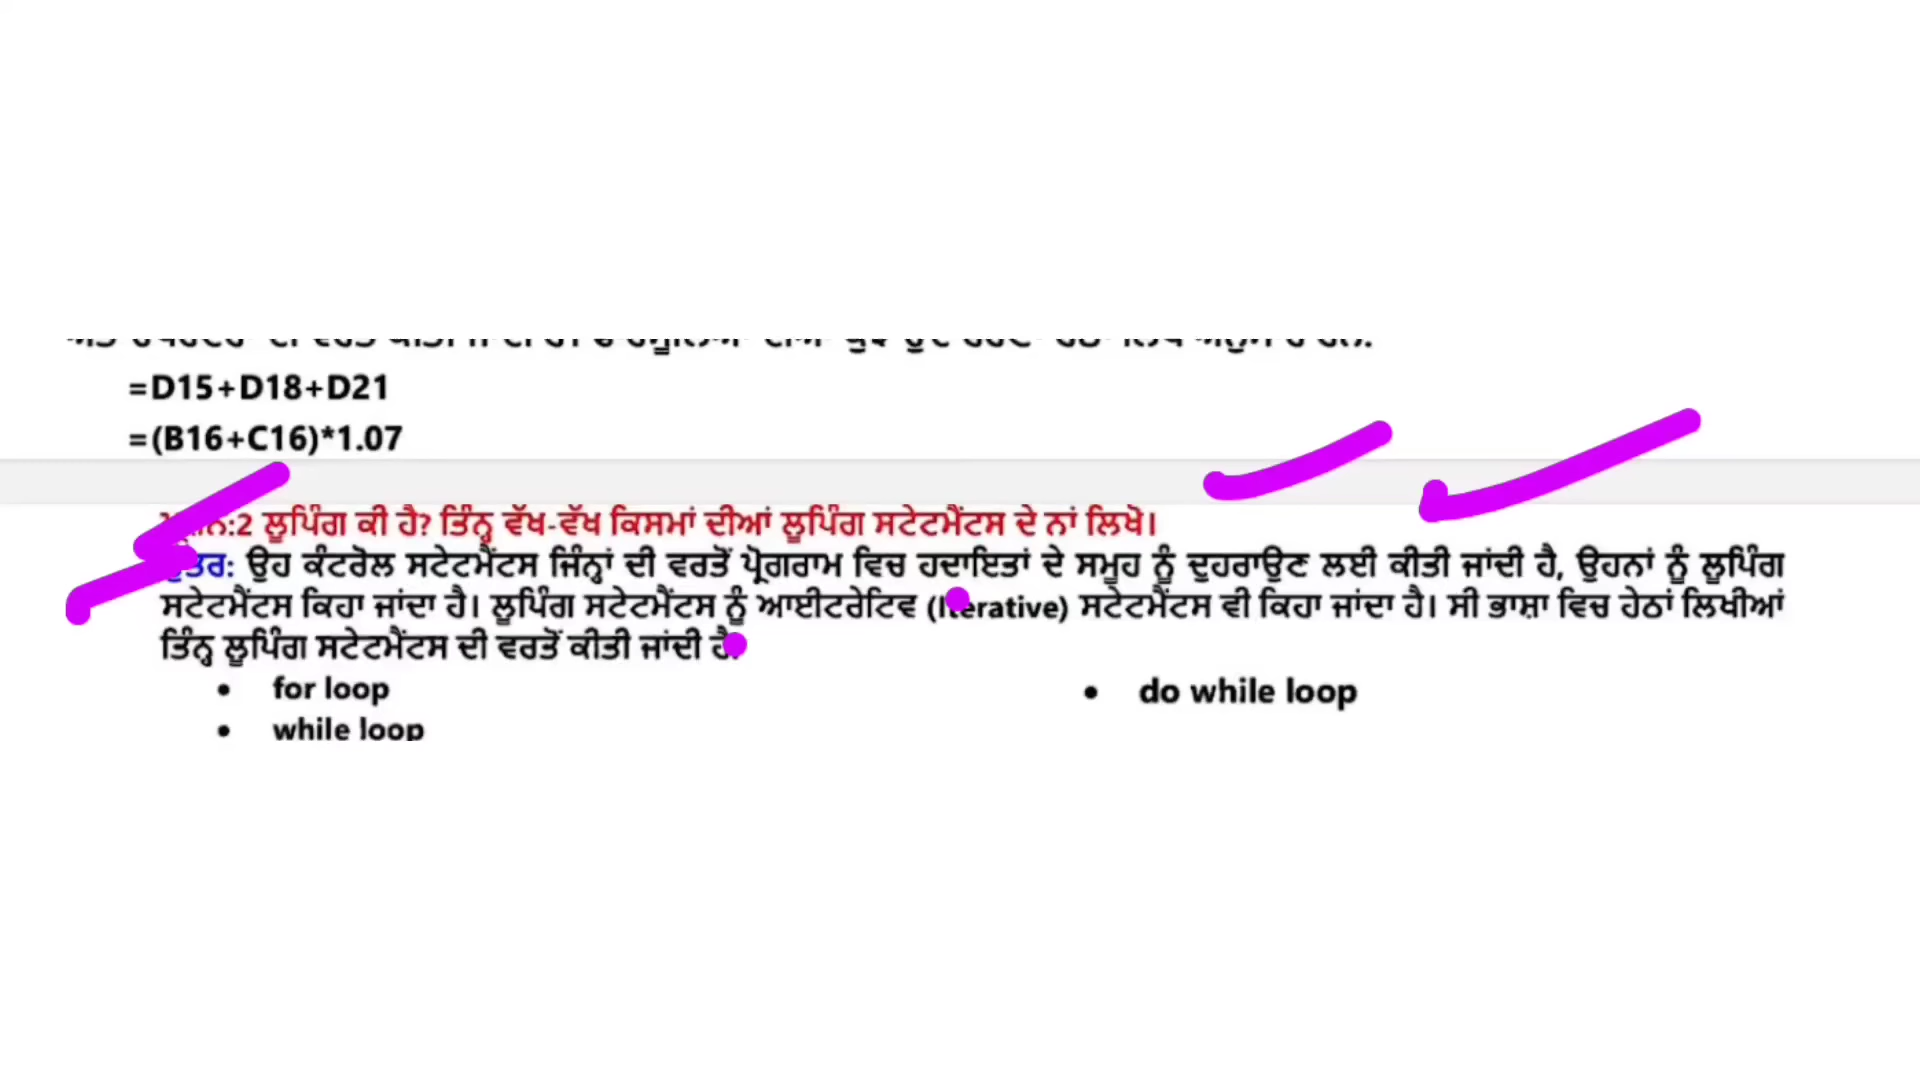 =D15+D18+D21
=(B16+C16)*1.07
:2 ਲੂਪਿੰਗ ਕੀ ਹੈ? ਤਿੰਨ੍ਹ ਵੱਖ-ਵੱਖ ਕਿਸਮਾਂ ਦੀਆਂ ਲੂਪਿੰਗ ਸਟੇਟਮੈਂਟਸ ਦੇ ਨਾਂ ਲਿਖੋ।
ਉਹ ਕੰਟਰੋਲ ਸਟੇਟਮੈਂਟਸ ਜਿੰਨ੍ਹਾਂ ਦੀ ਵਰਤੋਂ ਪ੍ਰੋਗਰਾਮ ਵਿਚ ਹਦਾਇਤਾਂ ਦੇ ਸਮੂਹ ਨੂੰ ਦੁਹਰਾਉਣ ਲਈ ਕੀਤੀ ਜਾਂਦੀ ਹੈ, ਉਹਨਾਂ ਨੂੰ ਲੂਪਿੰਗ
ਸਟੇਟਮੈਂਟਸ ਕਿਹਾ ਜਾਂਦਾ ਹੈ। ਲੂਪਿੰਗ ਸਟੇਟਮੈਂਟਸ ਨੂੰ ਆਈਟਰੇਟਿਵ (Iterative) ਸਟੇਟਮੈਂਟਸ ਵੀ ਕਿਹਾ ਜਾਂਦਾ ਹੈ। ਸੀ ਭਾਸ਼ਾ ਵਿਚ ਹੇਠਾਂ ਲਿਖੀਆਂ
ਤਿੰਨ੍ਹ ਲੂਪਿੰਗ ਸਟੇਟਮੈਂਟਸ ਦੀ ਵਰਤੋਂ ਕੀਤੀ ਜਾਂਦੀ ਹੈ
• for loop
• while loop
• do while loop